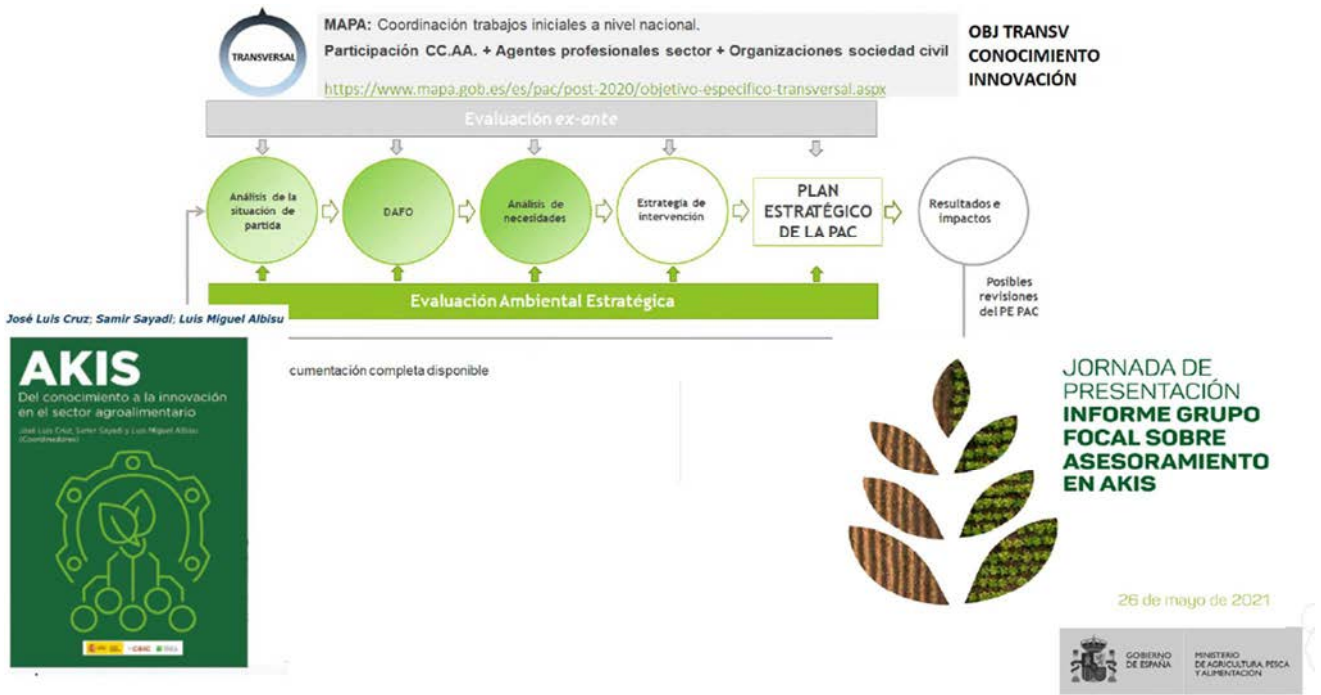 TRANSVERSAL
MAPA: Coordinación trabajos iniciales a nivel nacional.
Participación CC.AA. + Agentes profesionales sector + Organizaciones sociedad civil
https://www.mapa.gob.es/es/pac/post-2020/objetivo-especifico-transversal.aspx
OBJ TRANSV
CONOCIMIENTO
INNOVACIÓN
Evaluación ex-ante
Análisis de la
situación de
partida
DAFO
Análisis de
necesidades
Estrategia de
intervención
PLAN
ESTRATÉGICO
DE LA PAC
Resultados e
impactos
Evaluación Ambiental Estratégica
Posibles
revisiones
del PE PAC
José Luis Cruz; Samir Sayadi; Luis Miguel Albisu
AKIS
Del conocimiento a la innovación
en el sector agroalimentario
José Luis Cruz, Samir Sayadi y Luis Miguel Albisu
(Coordinadores)
cumentación completa disponible
JORNADA DE
PRESENTACIÓN
INFORME GRUPO
FOCAL SOBRE
ASESORAMIENTO
EN AKIS
26 de mayo de 2021
GOBIERNO
DE ESPAÑA
MINISTERIO
DE AGRICULTURA, PESCA
Y ALIMENTACIÓN